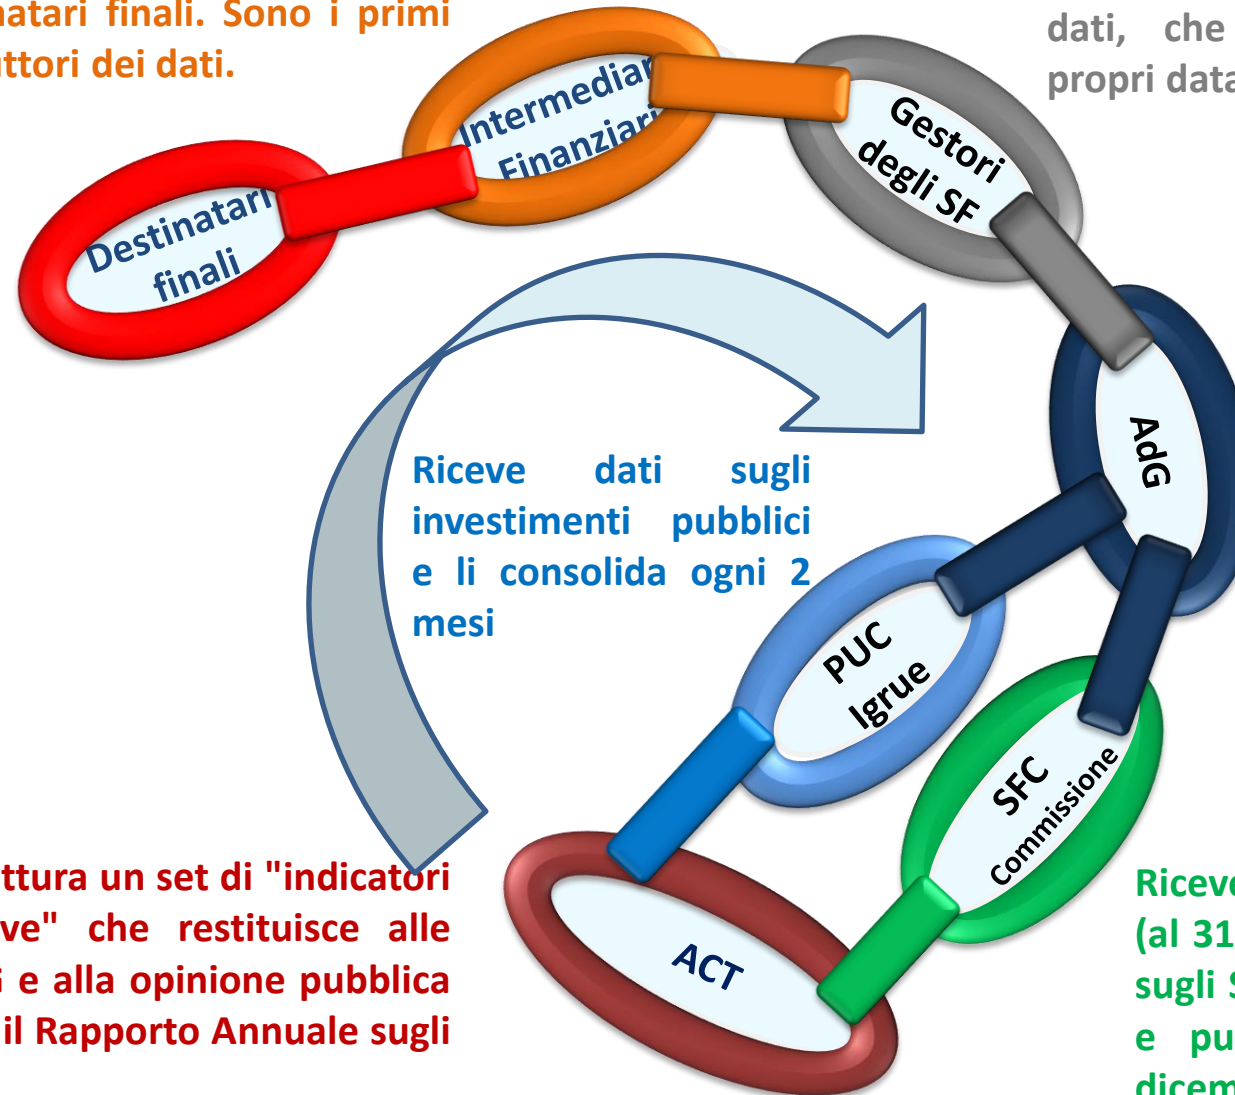 natari finali. Sono i primi
ttori dei dati.
dati, che
propri data
Intermediari
Finanziari
Gestori
degli SF
Destinatari
finali
AdG
Riceve dati sugli
investimenti pubblici
e li consolida ogni 2
mesi
PUC
Igrue
SFC
Commissione
ttura un set di "indicatori
ve" che restituisce alle
e alla opinione pubblica
il Rapporto Annuale sugli
ACT
Riceve
(al 31
sugli S
e pu
dicem